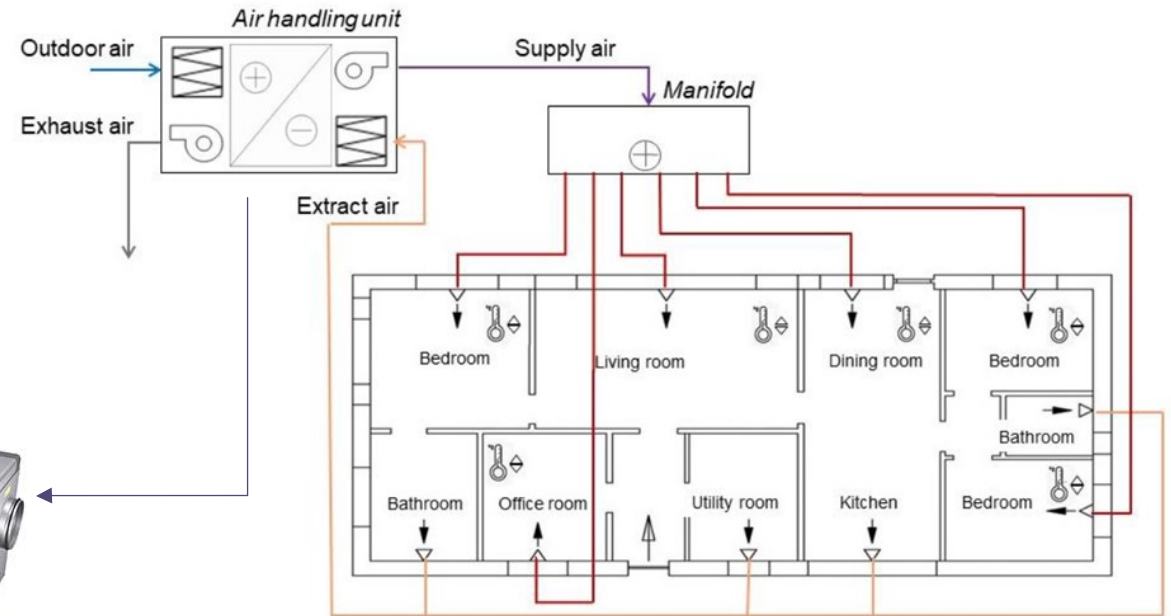 Air handling unit
Outdoor air
Supply air
Manifold
Exhaust air
Extract air
Bedroom
Living room
Dining room
Bedroom
Bathroom
Bathroom
Office room
Utility room
Kitchen
Bedroom